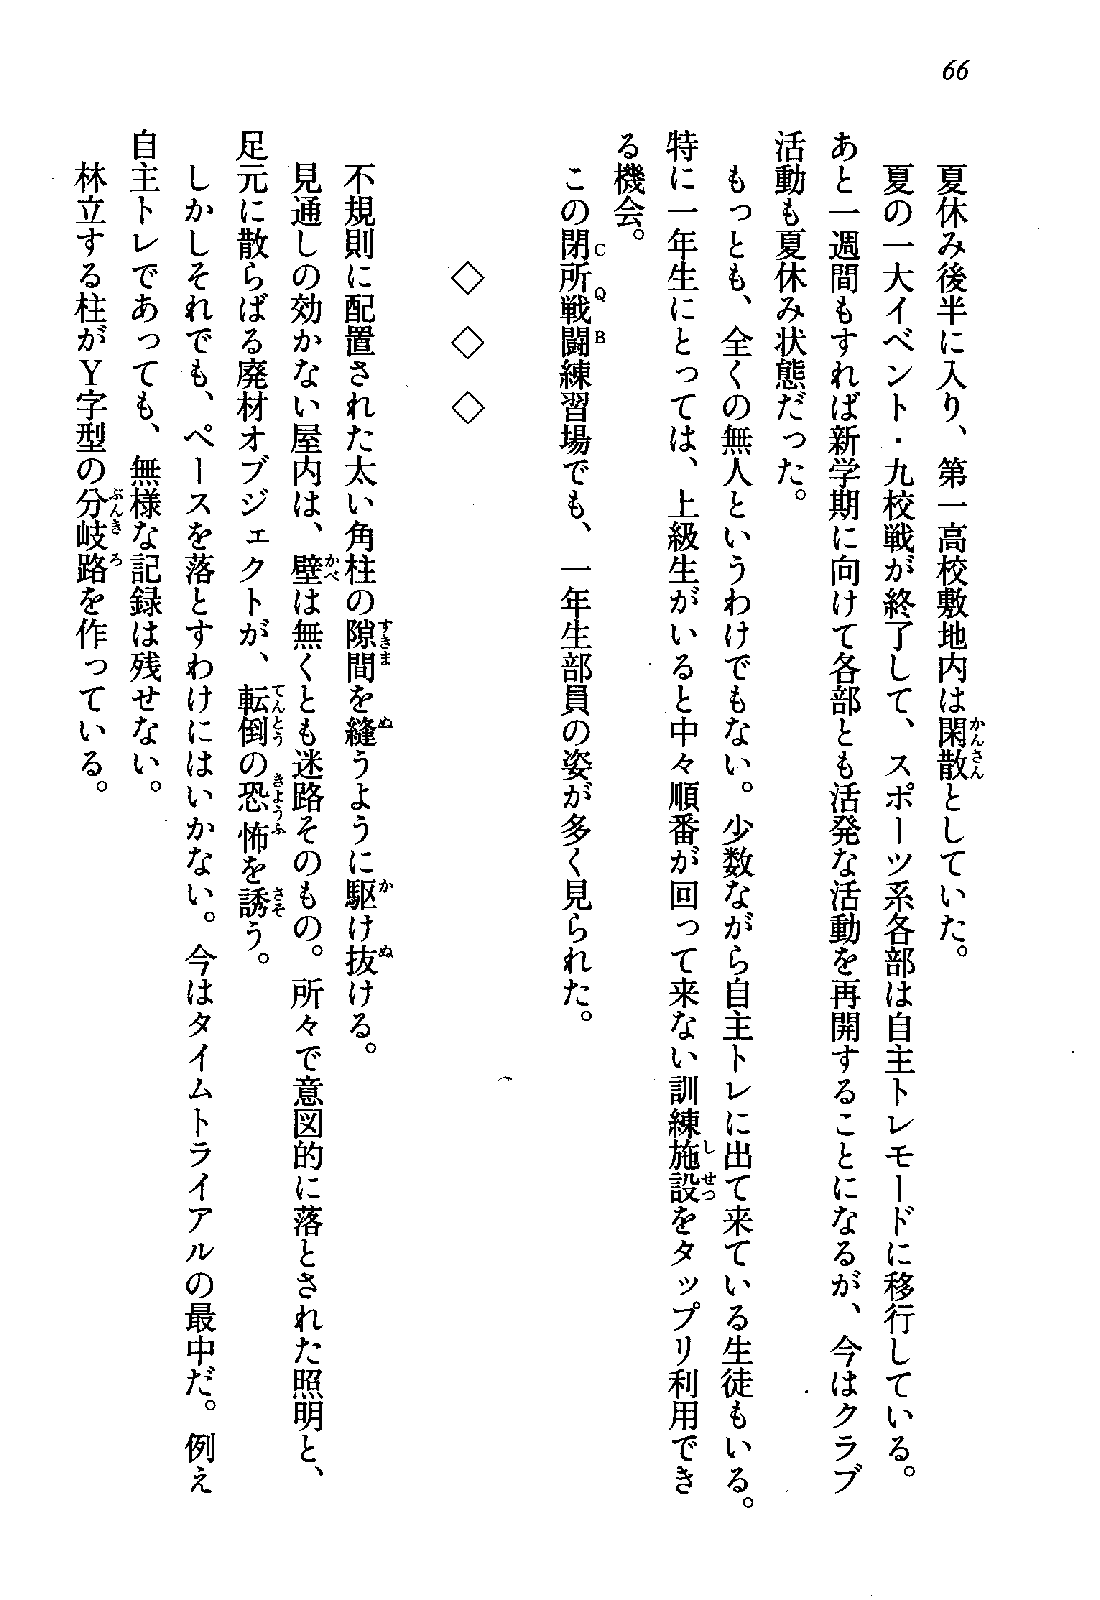 66
夏休み後半に入り、第一高校敷地内は閑散としていた。
夏の一大イベント・九校戦が終了して、スポーツ系各部は自主トレモードに移行している。
あと一週間もすれば新学期に向けて各部とも活発な活動を再開することになるが、今はクラブ
活動も夏休み状態だった。
もっとも、全くの無人というわけでもない。少数ながら自主トレに出て来ている生徒もいる。
特に一年生にとっては、上級生がいると中々順番が回って来ない訓練施設をタップリ利用でき
る機会。
この閉所戦闘練習場でも、一年生部員の姿が多く見られた。
◇ ◇ ◇
不規則に配置された太い角柱の隙間を縫うように駆け抜ける。
見通しの効かない屋内は、壁は無くとも迷路そのもの。所々で意図的に落とされた照明と、
足元に散らばる廃材オブジェクトが、転倒の恐怖を誘う。
しかしそれでも、ペースを落とすわけにはいかない。今はタイムトライアルの最中だ。例え
自主トレであっても、無様な記録は残せない。
林立する柱がY字型の分岐路を作っている。